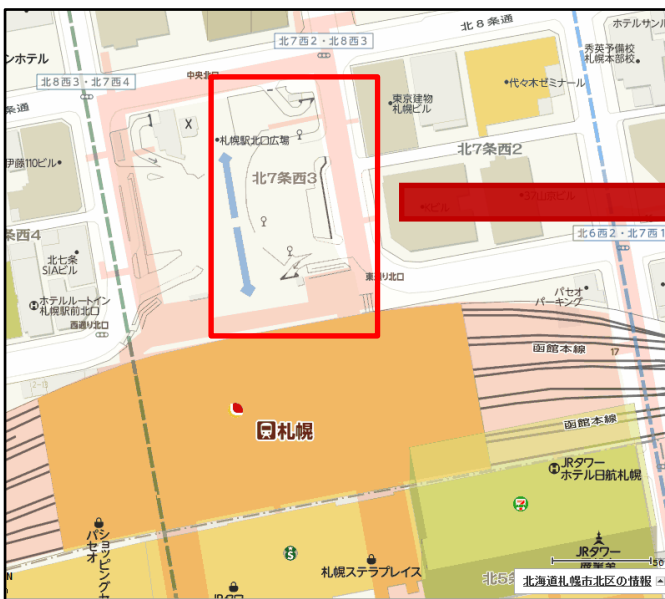 北8条通
ホテルサンル
北7西2・北8西3
秀英予備校
札幌本部校
ンホテル
中央北口
北8西3・北7西4
代々木ゼミナール
東京建物
札幌ビル
条通
1
X
札幌駅北口広場
北7条西2
伊藤110ビル
北7条西3
37山京ビル
Kビル
条西4
北6西2・北7西1
北七条
SIAビル
東通り北口
パセオ
パーキング
ホテルルートイン
札幌駅前北口
西通り北口
函館本線
17
函館本線
札幌
JRタワー
ホテル日航札幌
7
ショッピングセ
パセオ
S
JRタワー
札幌ステラプレイス
50
N
北5条
北海道札幌市北区の情報